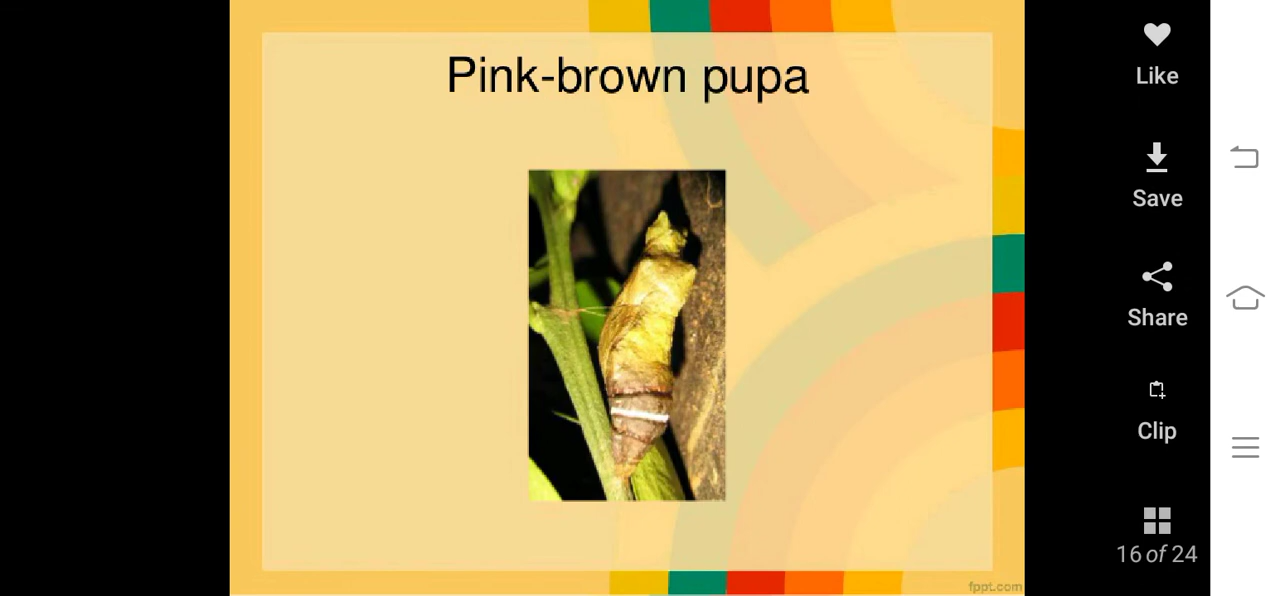 Pink-brown pupa
Like
Save
Share
Clip
16 of 24
fppt.com